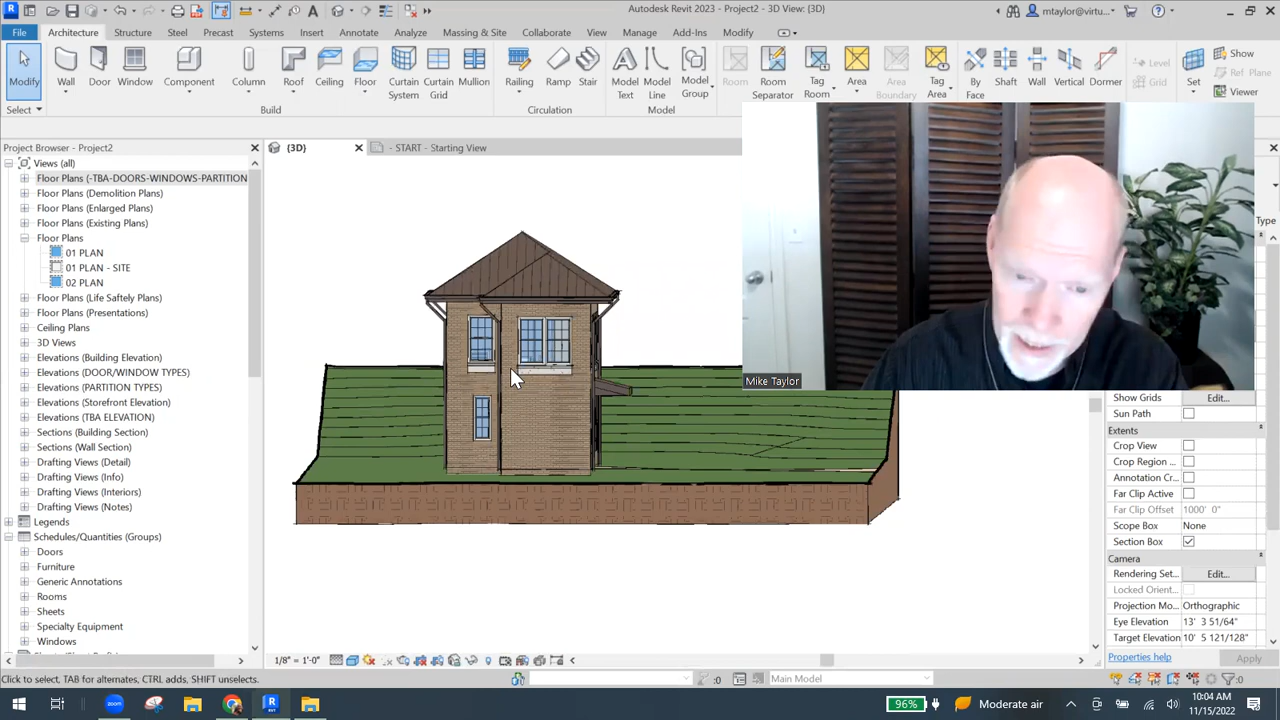 Autodesk Revit 2023 - Project2 - 3D View: {3D}
mtaylor@virtu...
File Architecture Structure Steel Precast Systems Insert Annotate Analyze Massing & Site Collaborate View Manage Add-Ins Modify
Modify Wall Door Window Component Column Roof Ceiling Floor Curtain System Curtain Grid Mullion Railing Ramp Stair Model Text Model Line Model Group Room Room Separator Tag Room Area Area Boundary Tag Area By Face Shaft Wall Vertical Dormer Level Grid Set Show Ref Plane Viewer
Select Build Circulation Model
Project Browser - Project2
{3D}
- START - Starting View
Views (all)
Floor Plans (-TBA-DOORS-WINDOWS-PARTITION
Floor Plans (Demolition Plans)
Floor Plans (Enlarged Plans)
Floor Plans (Existing Plans)
Floor Plans
01 PLAN
01 PLAN - SITE
02 PLAN
Floor Plans (Life Saftely Plans)
Floor Plans (Presentations)
Ceiling Plans
3D Views
Elevations (Building Elevation)
Elevations (DOOR/WINDOW TYPES)
Elevations (PARTITION TYPES)
Elevations (Storefront Elevation)
Elevations (TBA ELEVATION)
Sections (Building Section)
Sections (Wall Section)
Drafting Views (Detail)
Drafting Views (Info)
Drafting Views (Interiors)
Drafting Views (Notes)
Legends
Schedules/Quantities (Groups)
Doors
Furniture
Generic Annotations
Rooms
Sheets
Specialty Equipment
Windows
Mike Taylor
Type
Show Grids Edit...
Sun Path
Extents
Crop View
Crop Region
Annotation Cr
Far Clip Active
Far Clip Offset 1000' 0"
Scope Box None
Section Box
Camera
Rendering Set... Edit...
Locked Orient...
Projection Mo... Orthographic
Eye Elevation 13' 3 51/64"
Target Elevation 10' 5 121/128"
Properties help Apply
1/8" = 1'-0"
Click to select, TAB for alternates, CTRL adds, SHIFT unselects.
:0
Main Model
:0
96%
Moderate air
10:04 AM
11/15/2022